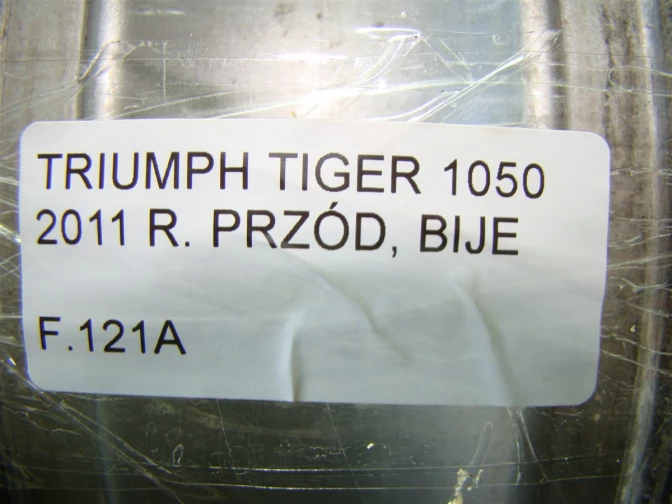 TRIUMPH TIGER 1050
2011 R. PRZÓD, BIJE
F.121A